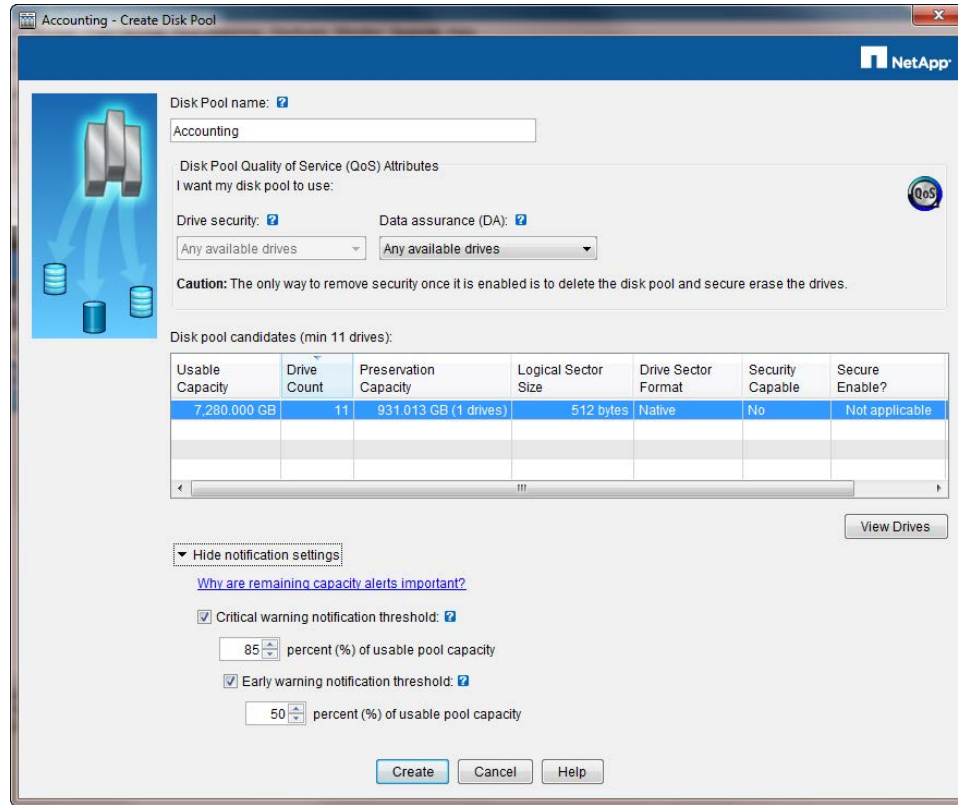 Accounting - Create Disk Pool
NetApp
Disk Pool name:
Accounting
Disk Pool Quality of Service (QoS) Attributes
I want my disk pool to use:
QoS
Drive security:
Data assurance (DA):
Any available drives
Any available drives
Caution: The only way to remove security once it is enabled is to delete the disk pool and secure erase the drives.
Disk pool candidates (min 11 drives):
Usable Capacity
Drive Count
Preservation Capacity
Logical Sector Size
Drive Sector Format
Security Capable
Secure Enable?
7,280.000 GB 11 931.013 GB (1 drives) 512 bytes Native No Not applicable
View Drives
Hide notification settings
Why are remaining capacity alerts important?
Critical warning notification threshold:
85 percent (%) of usable pool capacity
Early warning notification threshold:
50 percent (%) of usable pool capacity
Create Cancel Help